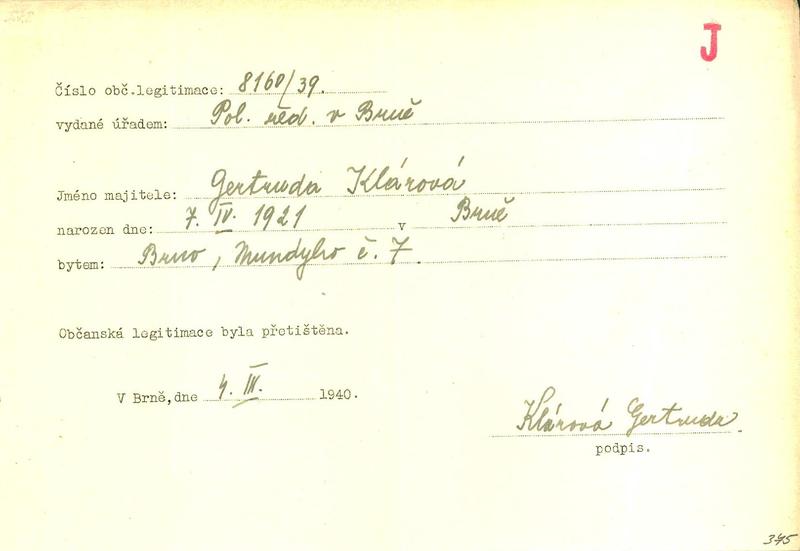 J
Číslo obč.legitimace: 8160/39.
vydané úřadem: Pol. řed. v Brně
Jméno majitele: Gertruda Klárová
narozen dne: 7. IV. 1921 v Brně
bytem: Brno, Mundyho č. 7.
Občanská legitimace byla přetištěna.
V Brně, dne 4. III. 1940.
Klárová Gertruda
podpis.
345